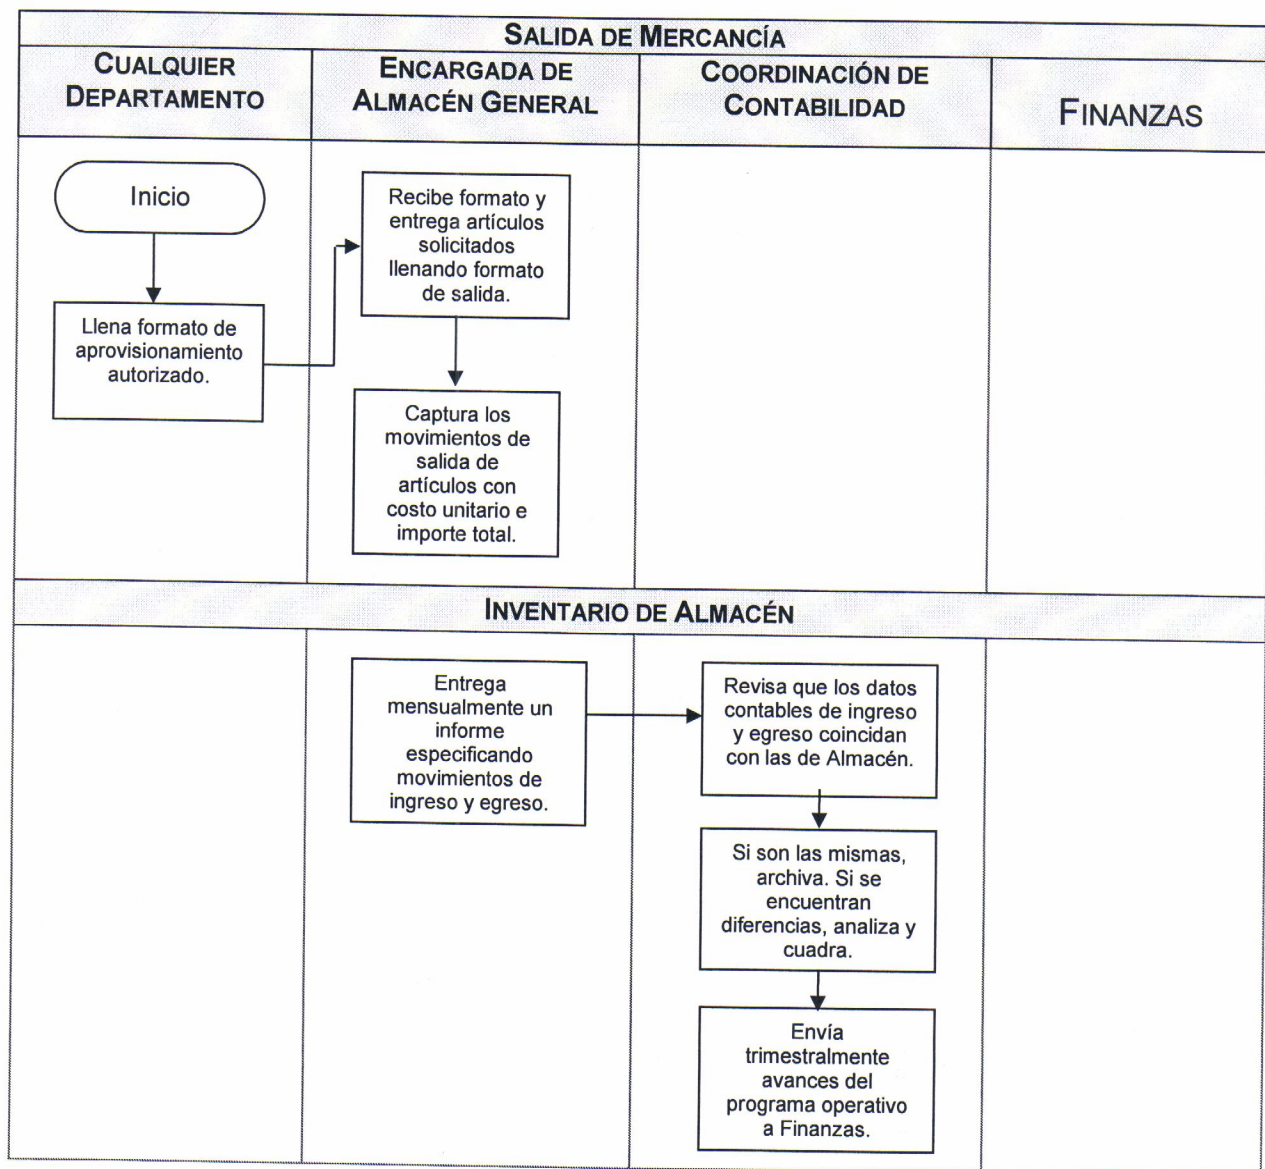 SALIDA DE MERCANCÍA
CUALQUIER
DEPARTAMENTO
ENCARGADA DE
ALMACÉN GENERAL
COORDINACIÓN DE
CONTABILIDAD
FINANZAS
Inicio
Llena formato de
aprovisionamiento
autorizado.
Recibe formato y
entrega artículos
solicitados
llenando formato
de salida.
Captura los
movimientos de
salida de
artículos con
costo unitario e
importe total.
INVENTARIO DE ALMACÉN
Entrega
mensualmente un
informe
especificando
movimientos de
ingreso y egreso.
Revisa que los datos
contables de ingreso
y egreso coincidan
con las de Almacén.
Si son las mismas,
archiva. Si se
encuentran
diferencias, analiza y
cuadra.
Envía
trimestralmente
avances del
programa operativo
a Finanzas.